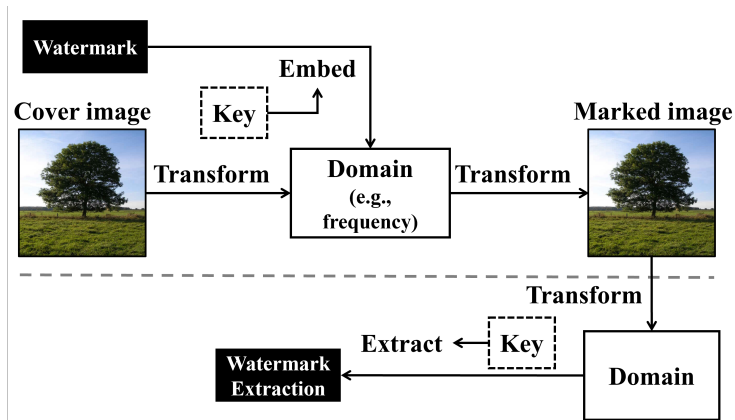 Watermark
Embed
Key
Cover image
Marked image
Transform
Domain
(e.g.,
frequency)
Transform
Transform
Extract
Key
Watermark
Extraction
Domain